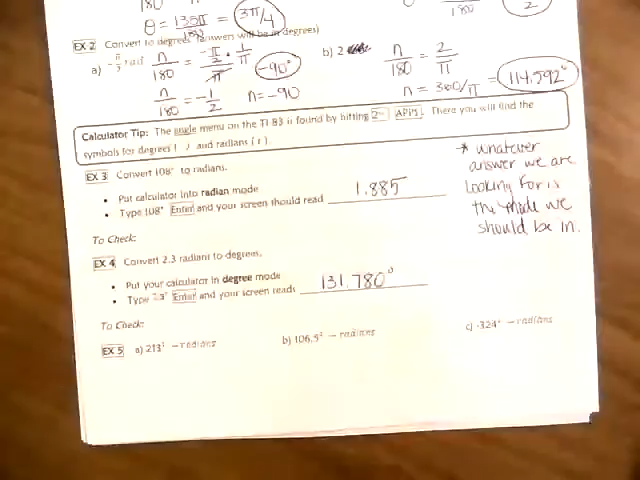 180 π
θ = 135π/180 = 3π/4
180
2
EX 2 Convert to degrees (answers will be in degrees)
a) n/180 = -π/2 · 1/π
-90°
n/180 = -1/2 n = -90
b) 2
n/180 = 2/π
n = 360/π = 114.592°
Calculator Tip: The angle menu on the TI 83 is found by hitting APPS. There you will find the
symbols for degrees and radians (r).
EX 3 Convert 108° to radians.
• Put calculator into radian mode
• Type 108° Enter and your screen should read 1.885
To Check:
* whatever
answer we are
looking for is
the mode we
should be in.
EX 4 Convert 2.3 radians to degrees.
• Put your calculator in degree mode
• Type Enter and your screen reads 131.780°
To Check:
EX 5 a) 213° - radians b) 106.5° - radians c) -324° - radians